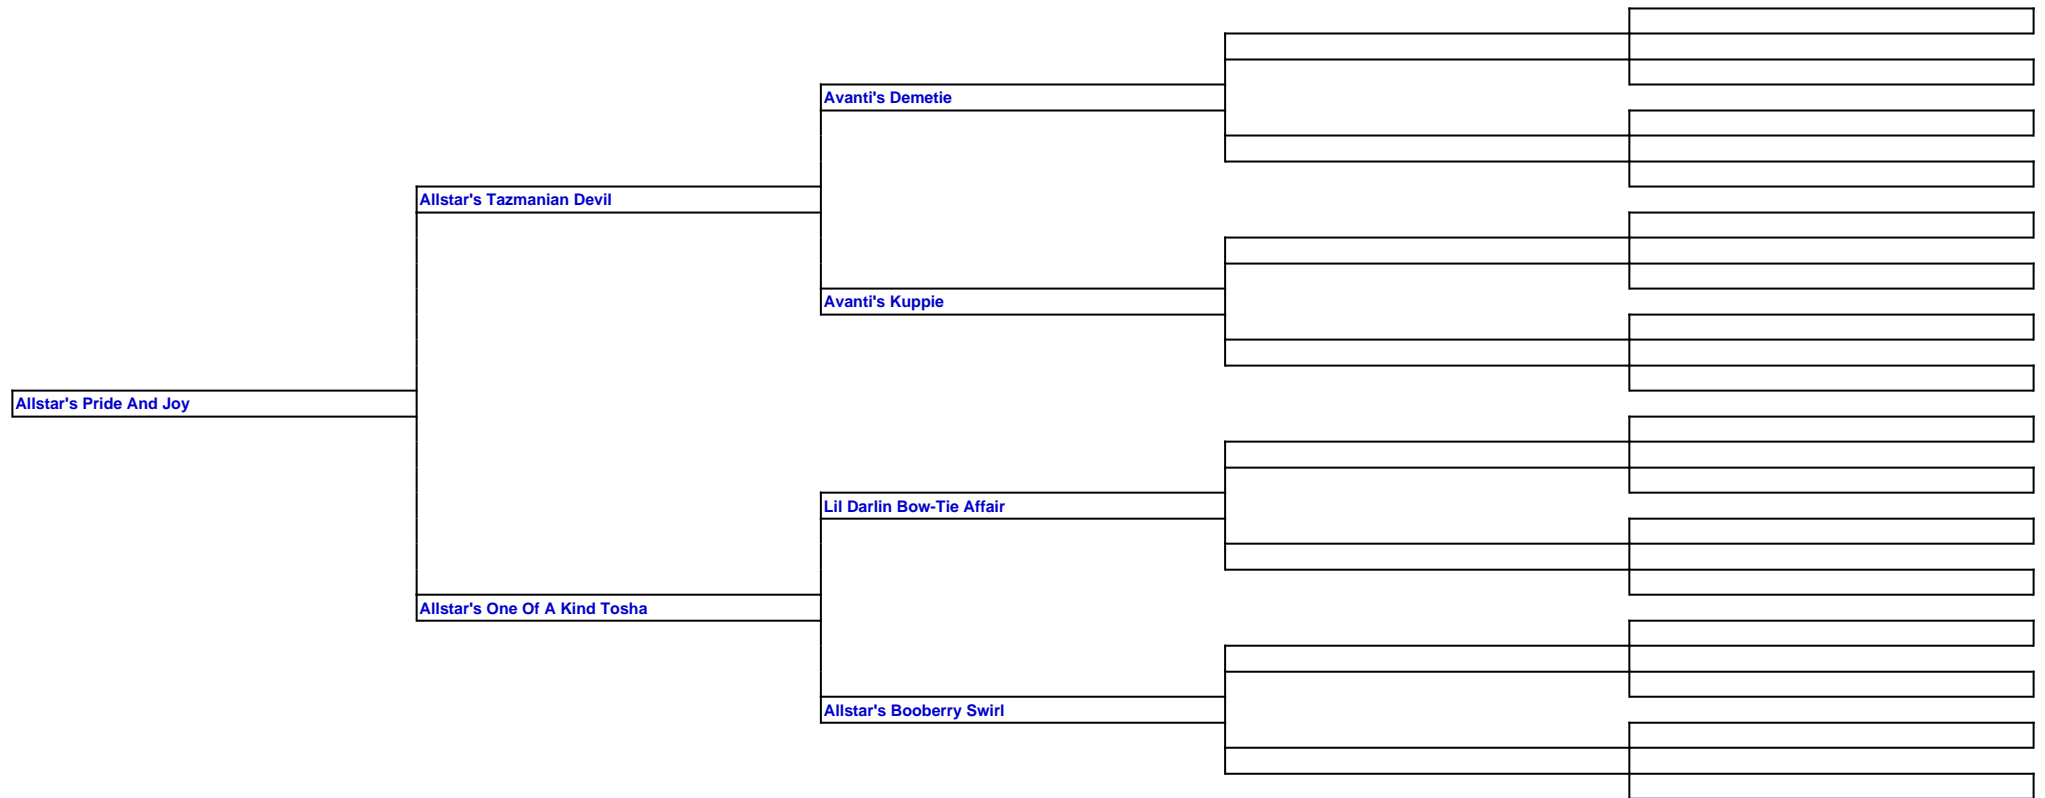 Avanti's Demetie
Allstar's Tazmanian Devil
Avanti's Kuppie
Allstar's Pride And Joy
Lil Darlin Bow-Tie Affair
Allstar's One Of A Kind Tosha
Allstar's Booberry Swirl